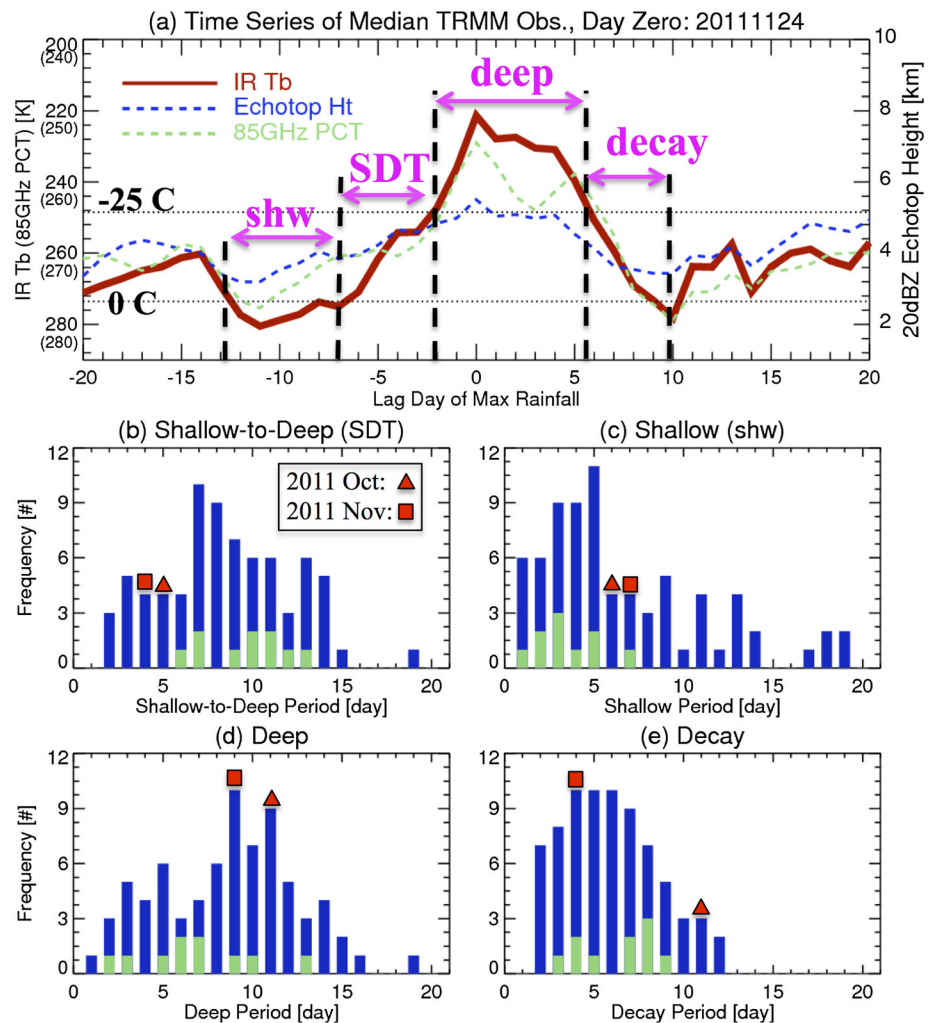 (a) Time Series of Median TRMM Obs., Day Zero: 20111124
IR Tb (85GHz PCT) [K]
200
(240)
220
(250)
240
(260)
260
(270)
280
(280)
IR Tb
Echotop Ht
85GHz PCT
deep
SDT
decay
shw
-25 C
0 C
10
8
6
4
2
20dBZ Echotop Height [km]
-20 -15 -10 -5 0 5 10 15 20
Lag Day of Max Rainfall
(b) Shallow-to-Deep (SDT)
Frequency [#]
12
9
6
3
0
2011 Oct:
2011 Nov:
0 5 10 15 20
Shallow-to-Deep Period [day]
(c) Shallow (shw)
12
9
6
3
0
0 5 10 15 20
Shallow Period [day]
(d) Deep
Frequency [#]
12
9
6
3
0
0 5 10 15 20
Deep Period [day]
(e) Decay
12
9
6
3
0
0 5 10 15 20
Decay Period [day]